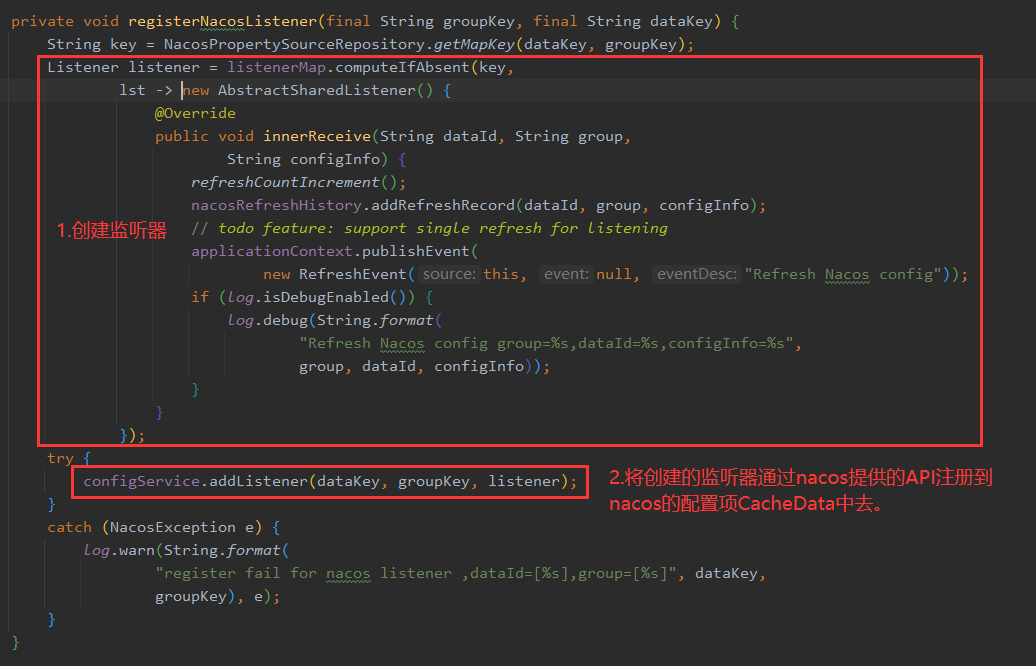 private void registerNacosListener(final String groupKey, final String dataKey) {
String key = NacosPropertySourceRepository.getMapKey(dataKey, groupKey);
Listener listener = listenerMap.computeIfAbsent(key,
lst -> new AbstractSharedListener() {
@Override
public void innerReceive(String dataId, String group,
String configInfo) {
refreshCountIncrement();
nacosRefreshHistory.addRefreshRecord(dataId, group, configInfo);
1.创建监听器
// todo feature: support single refresh for listening
applicationContext.publishEvent(
new RefreshEvent( source: this, event: null, eventDesc: "Refresh Nacos config"));
if (log.isDebugEnabled()) {
log.debug(String.format(
"Refresh Nacos config group=%s,dataId=%s,configInfo=%s",
group, dataId, configInfo));
}
}
});
try {
configService.addListener(dataKey, groupKey, listener);
2.将创建的监听器通过nacos提供的API注册到
nacos的配置项CacheData中去。
}
catch (NacosException e) {
log.warn(String.format(
"register fail for nacos listener ,dataId=[%s],group=[%s]", dataKey,
groupKey), e);
}
}